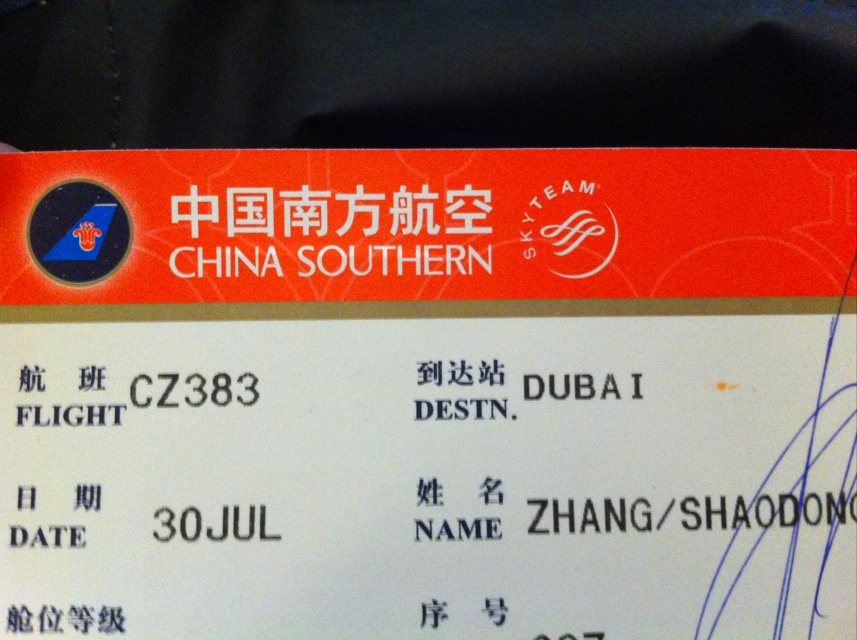 中国南方航空
CHINA SOUTHERN
SKYTEAM
航 班 CZ383
FLIGHT
到达站 DUBAI
DESTN.
日 期
DATE 30JUL
姓 名 ZHANG/SHAODONG
NAME
舱位等级
序 号